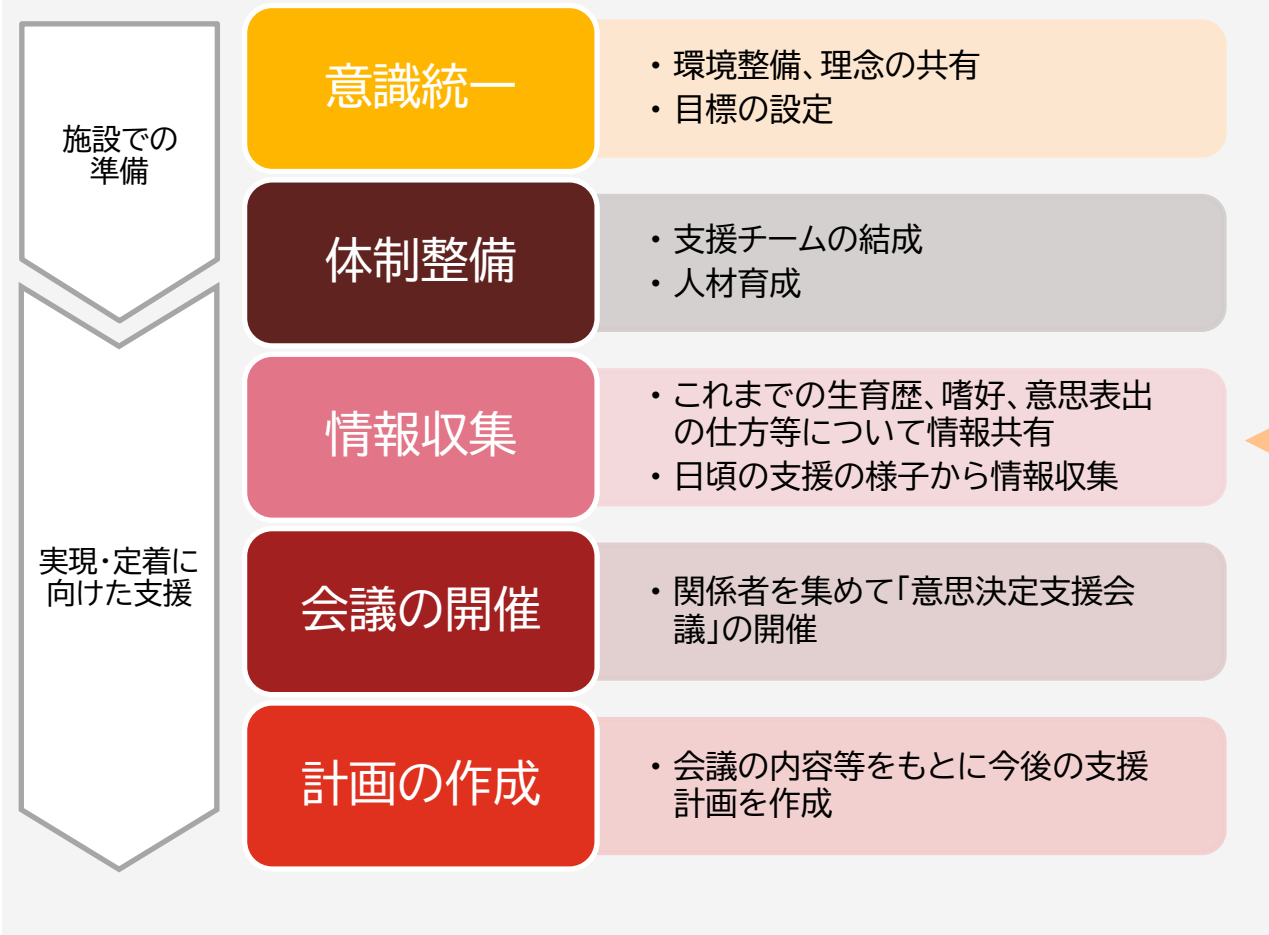 施設での
準備
意識統一
・環境整備、理念の共有
・目標の設定
体制整備
・支援チームの結成
・人材育成
実現・定着に
向けた支援
情報収集
・これまでの生育歴、嗜好、意思表出
の仕方等について情報共有
・日頃の支援の様子から情報収集
会議の開催
・関係者を集めて「意思決定支援会
議」の開催
計画の作成
・会議の内容等をもとに今後の支援
計画を作成